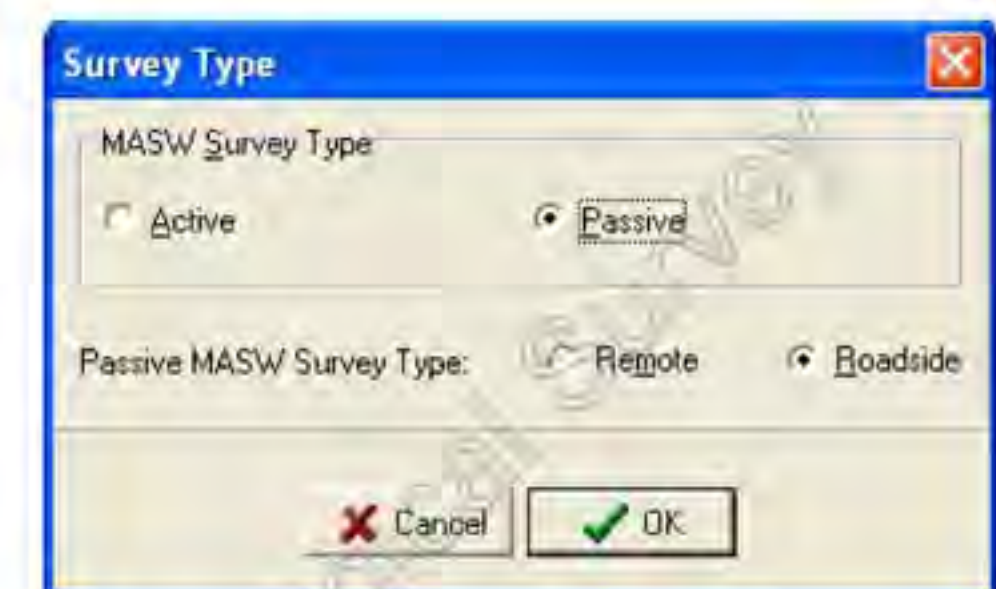 Survey Type
MASW Survey Type
Active
Passive
Passive MASW Survey Type:
Remote
Roadside
Cancel
OK